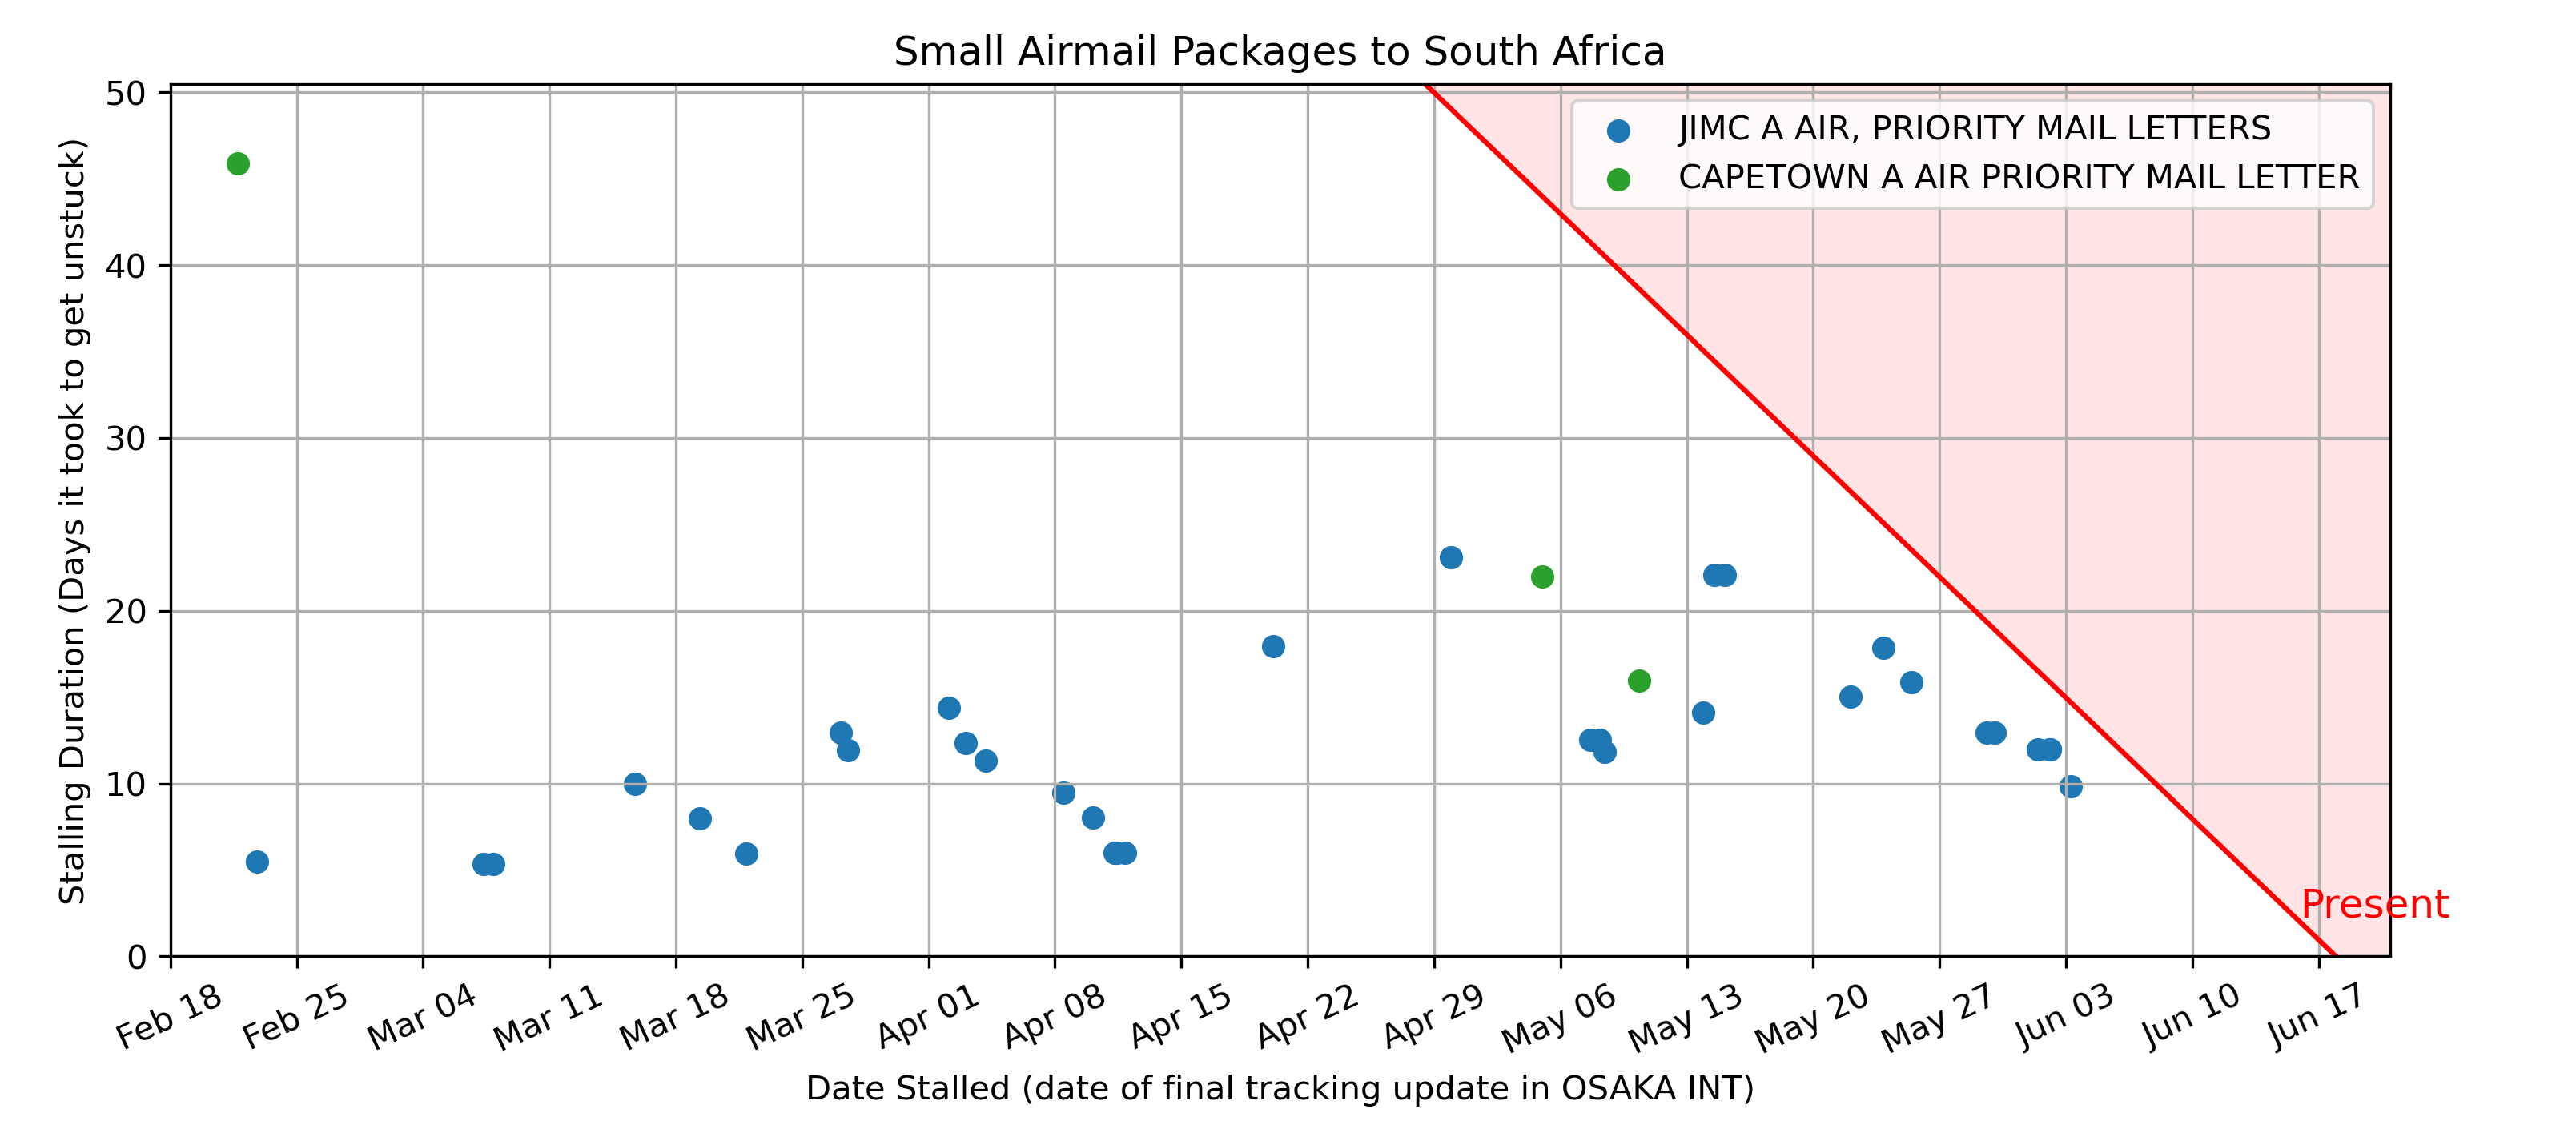 Small Airmail Packages to South Africa
JIMC A AIR, PRIORITY MAIL LETTERS
CAPETOWN A AIR PRIORITY MAIL LETTER
Stalling Duration (Days it took to get unstuck)
50
40
30
20
10
0
Present
Feb 18
Feb 25
Mar 04
Mar 11
Mar 18
Mar 25
Apr 01
Apr 08
Apr 15
Apr 22
Apr 29
May 06
May 13
May 20
May 27
Jun 03
Jun 10
Jun 17
Date Stalled (date of final tracking update in OSAKA INT)